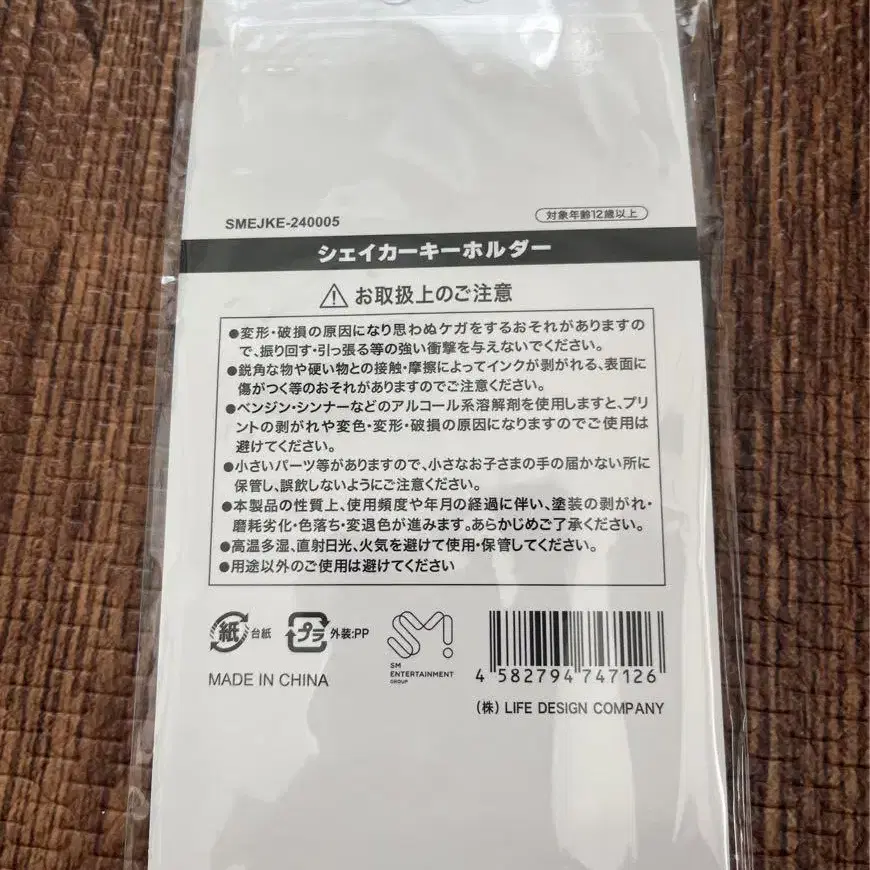 SMEJKE-240005
対象年齢12歳以上
シェイカーキーホルダー
お取扱上のご注意
●変形・破損の原因になり思わぬケガをするおそれがありますの
で、振り回す・引っ張る等の強い衝撃を与えないでください。
●鋭角な物や硬い物との接触・摩擦によってインクが剥がれる、表面に
傷がつく等のおそれがありますのでご注意ください。
●ベンジン・シンナーなどのアルコール系溶解剤を使用しますと、プリ
ントの剥がれや変色・変形・破損の原因になりますのでご使用は
避けてください。
●小さいパーツ等がありますので、小さなお子さまの手の届かない所に
保管し、誤飲しないようにご注意ください。
●本製品の性質上、使用頻度や年月の経過に伴い、塗装の剥がれ・
磨耗劣化・色落ち・変退色が進みます。あらかじめご了承ください。
●高温多湿、直射日光、火気を避けて使用・保管してください。
●用途以外のご使用は避けてください
紙 台紙 プラ 外装:PP
SM!
SM
ENTERTAINMENT
GROUP
4 582794 747126
MADE IN CHINA
(株) LIFE DESIGN COMPANY